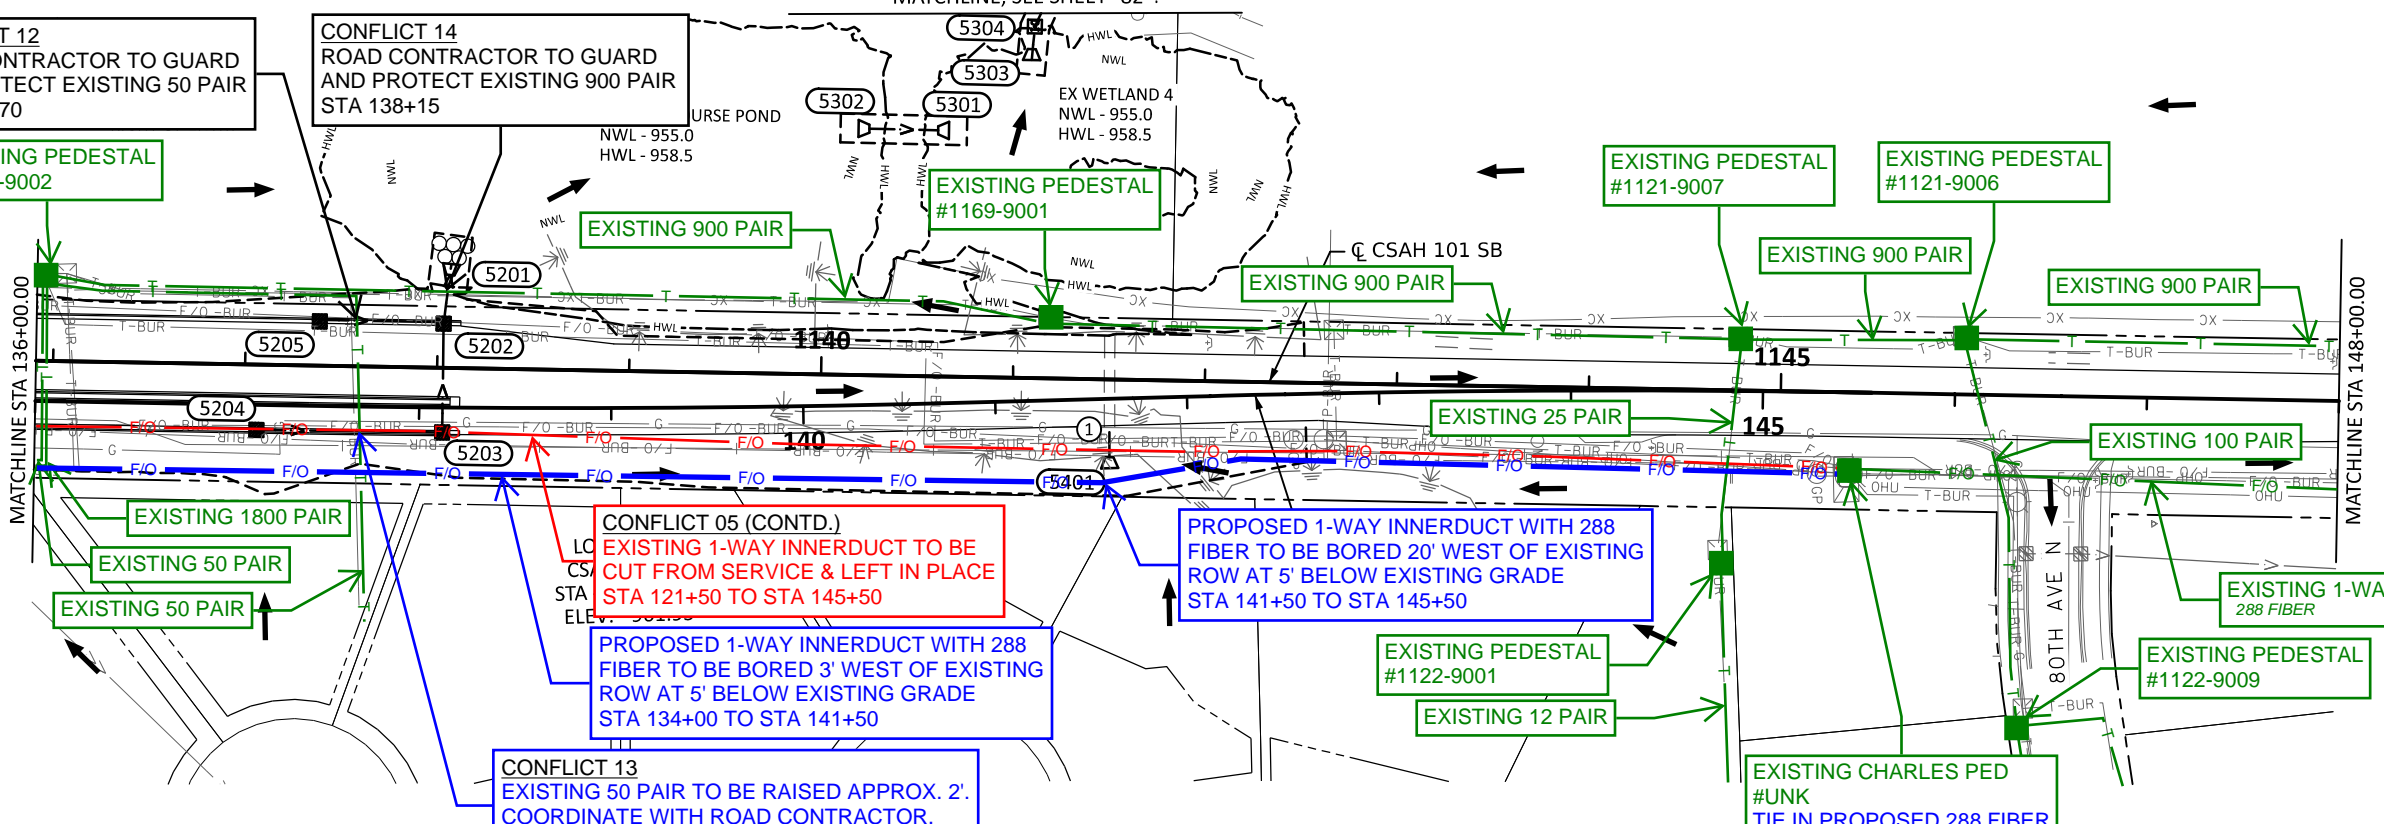 MATCHLINE, SEE SHEET "82".
T 12
ONTRACTOR TO GUARD
TECT EXISTING 50 PAIR
70
CONFLICT 14
ROAD CONTRACTOR TO GUARD
AND PROTECT EXISTING 900 PAIR
STA 138+15
URSE POND
NWL - 955.0
HWL - 958.5
5304
5303
5302
5301
EX WETLAND 4
NWL - 955.0
HWL - 958.5
ING PEDESTAL
-9002
EXISTING 900 PAIR
EXISTING PEDESTAL
#1169-9001
EXISTING PEDESTAL
#1121-9007
EXISTING PEDESTAL
#1121-9006
℄ CSAH 101 SB
EXISTING 900 PAIR
EXISTING 900 PAIR
EXISTING 900 PAIR
5201
5202
5205
5204
5203
5401
1140
1145
140
145
1
MATCHLINE STA 136+00.00
MATCHLINE STA 148+00.00
EXISTING 25 PAIR
EXISTING 100 PAIR
EXISTING 1800 PAIR
EXISTING 50 PAIR
EXISTING 50 PAIR
LO
CSA
STA
ELEV.
CONFLICT 05 (CONTD.)
EXISTING 1-WAY INNERDUCT TO BE
CUT FROM SERVICE & LEFT IN PLACE
STA 121+50 TO STA 145+50
PROPOSED 1-WAY INNERDUCT WITH 288
FIBER TO BE BORED 20' WEST OF EXISTING
ROW AT 5' BELOW EXISTING GRADE
STA 141+50 TO STA 145+50
PROPOSED 1-WAY INNERDUCT WITH 288
FIBER TO BE BORED 3' WEST OF EXISTING
ROW AT 5' BELOW EXISTING GRADE
STA 134+00 TO STA 141+50
EXISTING PEDESTAL
#1122-9001
EXISTING 12 PAIR
80TH AVE N
EXISTING 1-WA
288 FIBER
EXISTING PEDESTAL
#1122-9009
CONFLICT 13
EXISTING 50 PAIR TO BE RAISED APPROX. 2'.
COORDINATE WITH ROAD CONTRACTOR.
EXISTING CHARLES PED
#UNK
TIE IN PROPOSED 288 FIBER